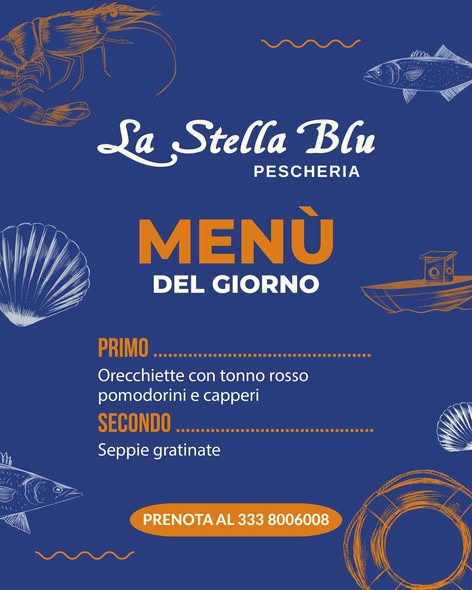 La Stella Blu
PESCHERIA
MENÙ
DEL GIORNO
PRIMO ............................................
Orecchiette con tonno rosso
pomodorini e capperi
SECONDO ........................................
Seppie gratinate
PRENOTA AL 333 8006008